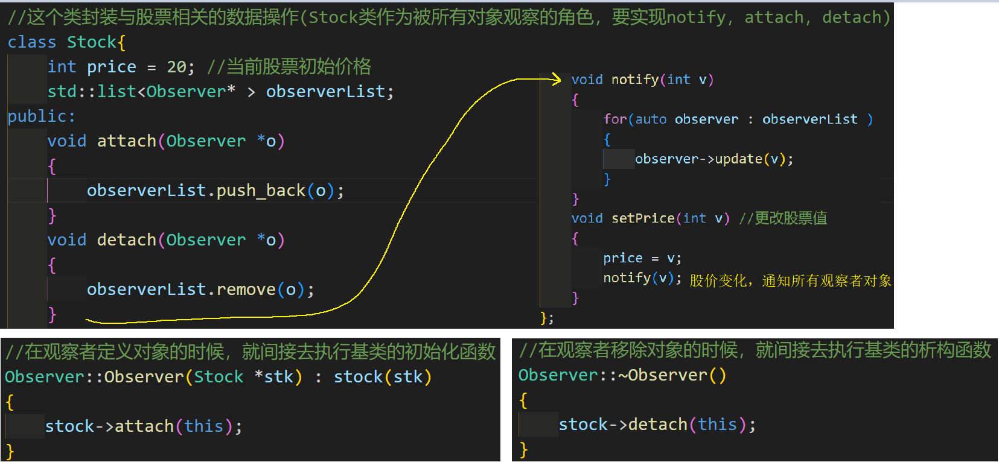 //这个类封装与股票相关的数据操作(Stock类作为被所有对象观察的角色，要实现notify，attach，detach)
class Stock{
int price = 20; //当前股票初始价格
std::list<Observer* > observerList;
public:
void attach(Observer *o)
{
observerList.push_back(o);
}
void detach(Observer *o)
{
observerList.remove(o);
}
void notify(int v)
{
for(auto observer : observerList )
{
observer->update(v);
}
}
void setPrice(int v) //更改股票值
{
price = v;
notify(v); 股价变化，通知所有观察者对象
}
};
//在观察者定义对象的时候，就间接去执行基类的初始化函数
Observer::Observer(Stock *stk) : stock(stk)
{
stock->attach(this);
}
//在观察者移除对象的时候，就间接去执行基类的析构函数
Observer::~Observer()
{
stock->detach(this);
}